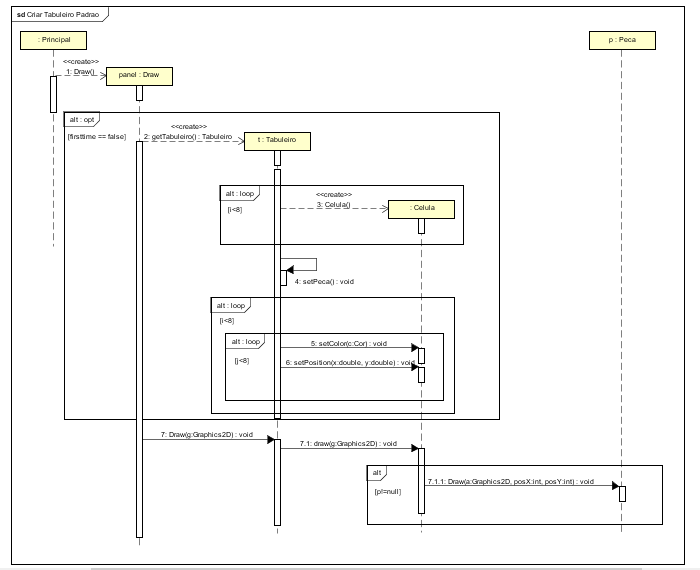 sd Criar Tabuleiro Padrao
: Principal
p : Peca
<<create>>
1: Draw()
panel : Draw
alt : opt
[firsttime == false]
<<create>>
2: getTabuleiro() : Tabuleiro
t : Tabuleiro
alt : loop
[i<8]
<<create>>
3: Celula()
: Celula
4: setPeca() : void
alt : loop
[i<8]
alt : loop
[j<8]
5: setColor(c:Cor) : void
6: setPosition(x:double, y:double) : void
7: Draw(g:Graphics2D) : void
7.1: draw(g:Graphics2D) : void
alt
[p!=null]
7.1.1: Draw(a:Graphics2D, posX:int, posY:int) : void